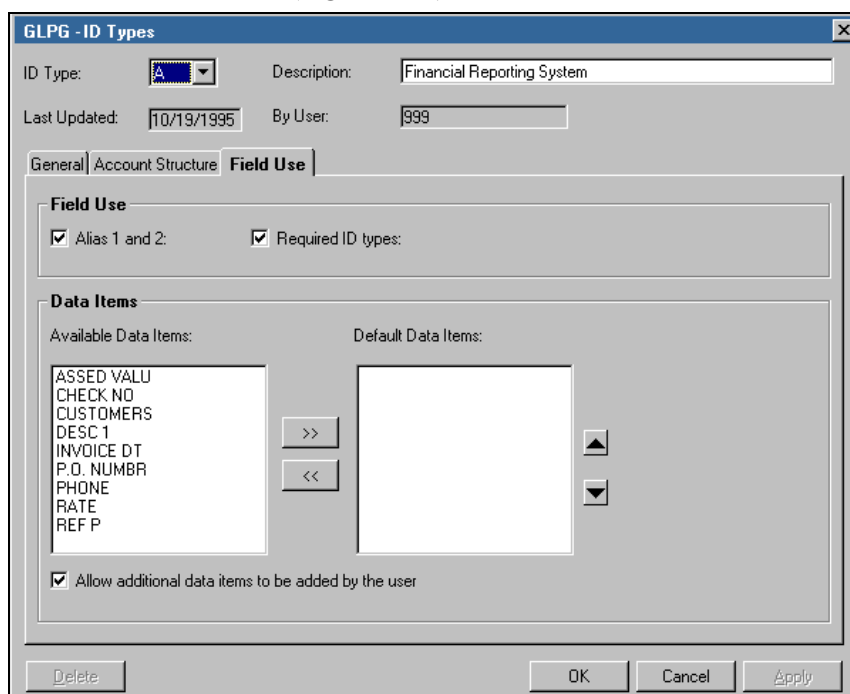 GLPG - ID Types
ID Type: A Description: Financial Reporting System
Last Updated: 10/19/1995 By User: 999
General Account Structure Field Use
Field Use
Alias 1 and 2: Required ID types:
Data Items
Available Data Items: Default Data Items:
ASSED VALU
CHECK NO
CUSTOMERS
DESC 1
INVOICE DT
P.O. NUMBR
PHONE
RATE
REF P
>>
<<
Allow additional data items to be added by the user
Delete OK Cancel Apply